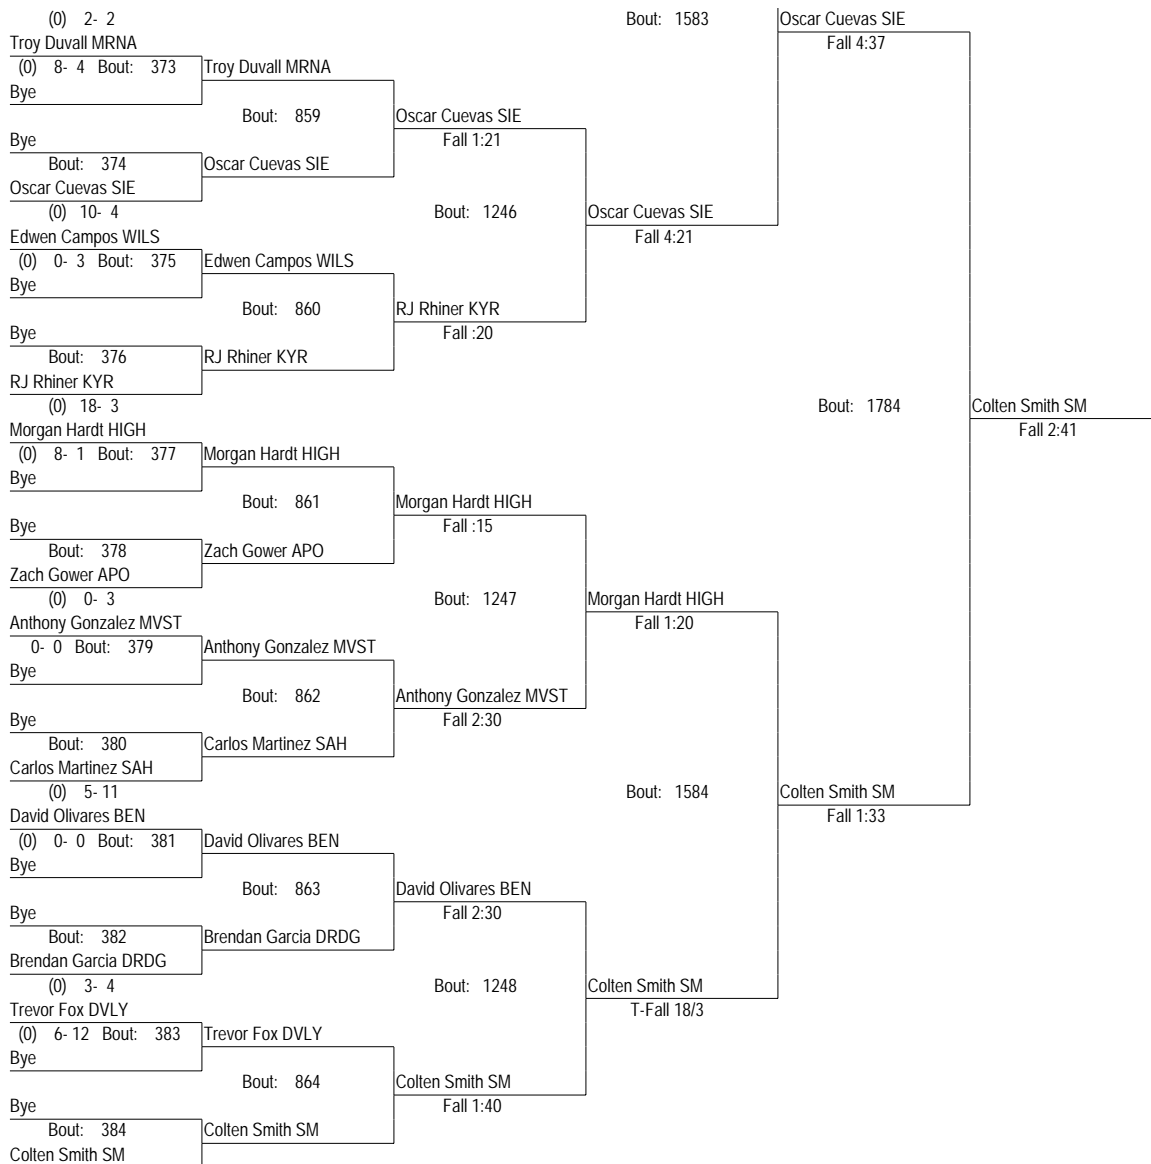 (0) 2- 2 Bout: 1583 Oscar Cuevas SIE
Troy Duvall MRNA Fall 4:37
(0) 8- 4 Bout: 373 Troy Duvall MRNA
Bye
Bout: 859 Oscar Cuevas SIE
Bye Fall 1:21
Bout: 374 Oscar Cuevas SIE
Oscar Cuevas SIE
(0) 10- 4 Bout: 1246 Oscar Cuevas SIE
Edwen Campos WILS Fall 4:21
(0) 0- 3 Bout: 375 Edwen Campos WILS
Bye
Bout: 860 RJ Rhiner KYR
Bye Fall :20
Bout: 376 RJ Rhiner KYR
RJ Rhiner KYR
(0) 18- 3 Bout: 1784 Colten Smith SM
Morgan Hardt HIGH Fall 2:41
(0) 8- 1 Bout: 377 Morgan Hardt HIGH
Bye
Bout: 861 Morgan Hardt HIGH
Bye Fall :15
Bout: 378 Zach Gower APO
Zach Gower APO
(0) 0- 3 Bout: 1247 Morgan Hardt HIGH
Anthony Gonzalez MVST Fall 1:20
0- 0 Bout: 379 Anthony Gonzalez MVST
Bye
Bout: 862 Anthony Gonzalez MVST
Bye Fall 2:30
Bout: 380 Carlos Martinez SAH
Carlos Martinez SAH
(0) 5- 11 Bout: 1584 Colten Smith SM
David Olivares BEN Fall 1:33
(0) 0- 0 Bout: 381 David Olivares BEN
Bye
Bout: 863 David Olivares BEN
Bye Fall 2:30
Bout: 382 Brendan Garcia DRDG
Brendan Garcia DRDG
(0) 3- 4 Bout: 1248 Colten Smith SM
Trevor Fox DVLY T-Fall 18/3
(0) 6- 12 Bout: 383 Trevor Fox DVLY
Bye
Bout: 864 Colten Smith SM
Bye Fall 1:40
Bout: 384 Colten Smith SM
Colten Smith SM